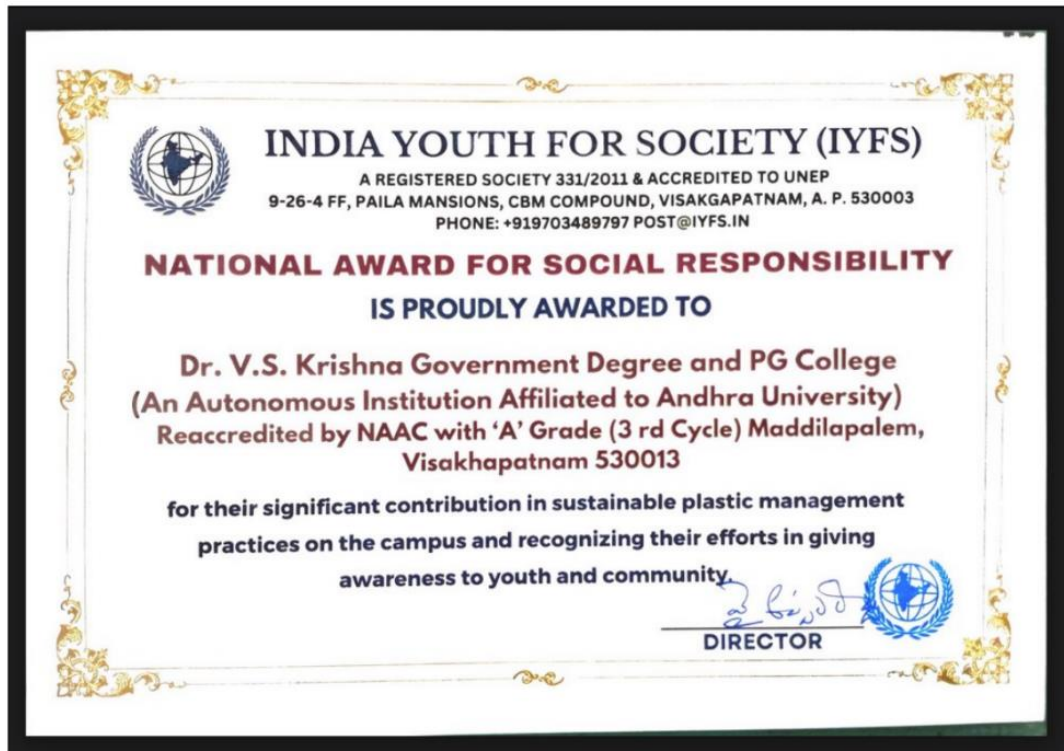 INDIA YOUTH FOR SOCIETY (IYFS)
A REGISTERED SOCIETY 331/2011 & ACCREDITED TO UNEP
9-26-4 FF, PAILA MANSIONS, CBM COMPOUND, VISAKGAPATNAM, A. P. 530003
PHONE: +919703489797 POST@IYFS.IN
NATIONAL AWARD FOR SOCIAL RESPONSIBILITY
IS PROUDLY AWARDED TO
Dr. V.S. Krishna Government Degree and PG College
(An Autonomous Institution Affiliated to Andhra University)
Reaccredited by NAAC with ‘A’ Grade (3 rd Cycle) Maddilapalem,
Visakhapatnam 530013
for their significant contribution in sustainable plastic management
practices on the campus and recognizing their efforts in giving
awareness to youth and community.
DIRECTOR